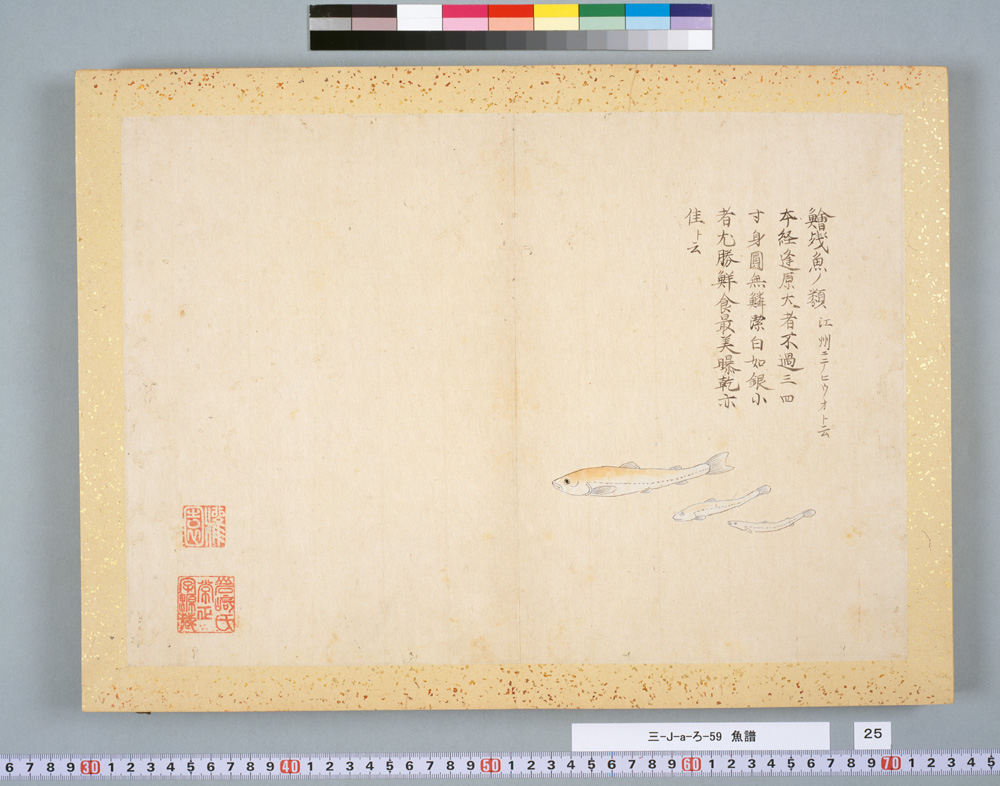 鱠残魚ノ類 江州ニテヒウオト云
本経逢原大者不過三四
寸身圓無鱗潔白如銀小
者尤勝鮮食最美曝乾亦
佳ト云
三-J-a-ろ-59 魚譜
25
6 7 8 9 30 1 2 3 4 5 6 7 8 9 40 1 2 3 4 5 6 7 8 9 50 1 2 3 4 5 6 7 8 9 60 1 2 3 4 5 6 7 8 9 70 1 2 3 4 5